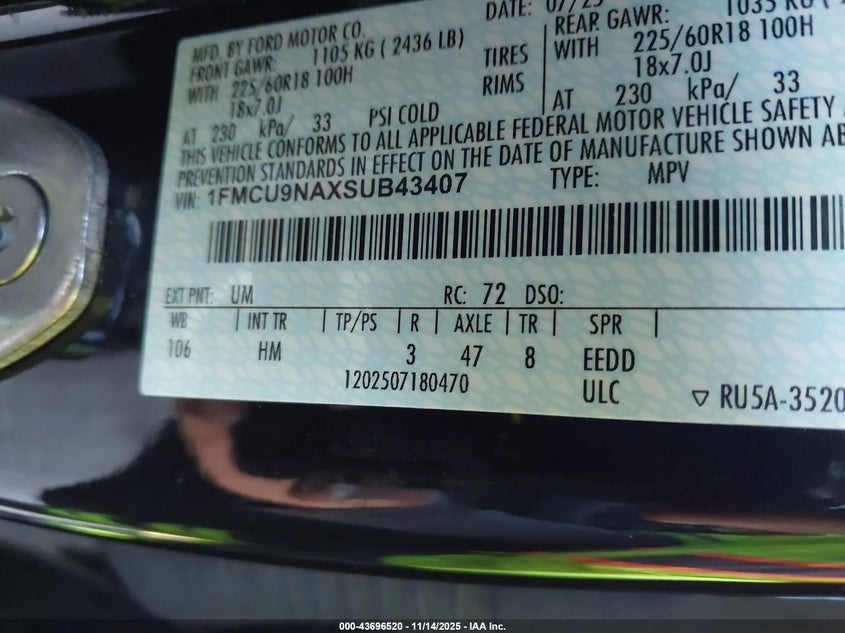 MFD. BY FORD MOTOR CO.
DATE: 07/25
FRONT GAWR: 1105 KG ( 2436 LB)
REAR GAWR: 1035 KG (
WITH 225/60R18 100H TIRES WITH 225/60R18 100H
18x7.0J RIMS 18x7.0J
AT 230 kPa/ 33 PSI COLD AT 230 kPa/ 33
THIS VEHICLE CONFORMS TO ALL APPLICABLE FEDERAL MOTOR VEHICLE SAFETY
PREVENTION STANDARDS IN EFFECT ON THE DATE OF MANUFACTURE SHOWN AB
VIN: 1FMCU9NAXSUB43407 TYPE: MPV
EXT PNT: UM RC: 72 DSO:
WB | INT TR | TP/PS | R | AXLE | TR | SPR |
106 HM 3 47 8 EEDD
1202507180470 ULC ▽ RU5A-3520
000-43696520 - 11/14/2025 - IAA Inc.